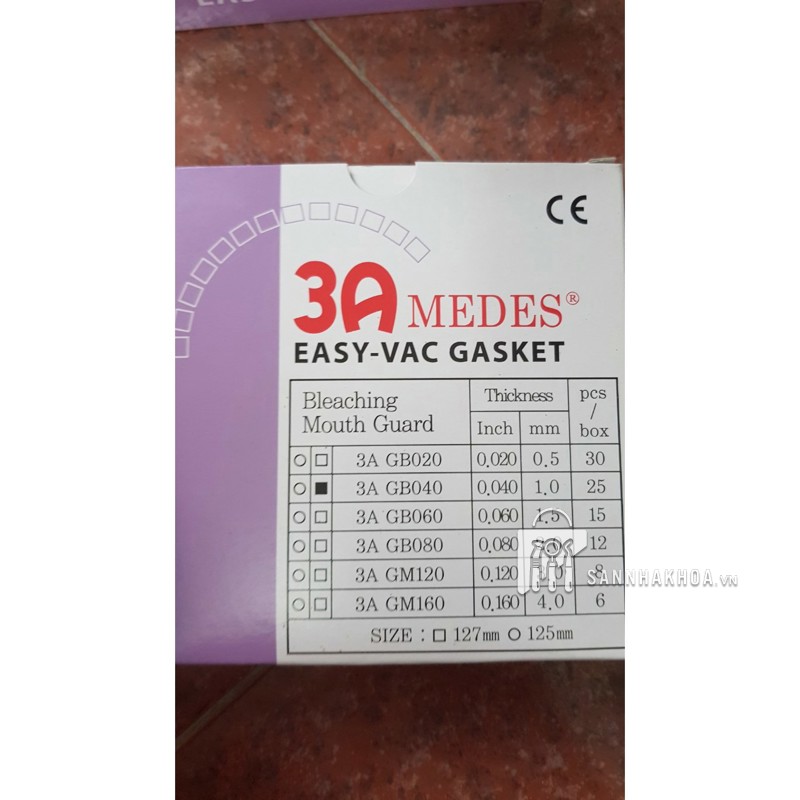 CE
3A MEDES®
EASY-VAC GASKET
Bleaching Mouth Guard Thickness pcs / box
Inch mm
○ □ 3A GB020 0.020 0.5 30
○ ■ 3A GB040 0.040 1.0 25
○ □ 3A GB060 0.060 1.5 15
○ □ 3A GB080 0.080 12
○ □ 3A GM120 0.120 8
○ □ 3A GM160 0.160 4.0 6
SIZE : □ 127mm ○ 125mm
SANNHAKHOA.vn